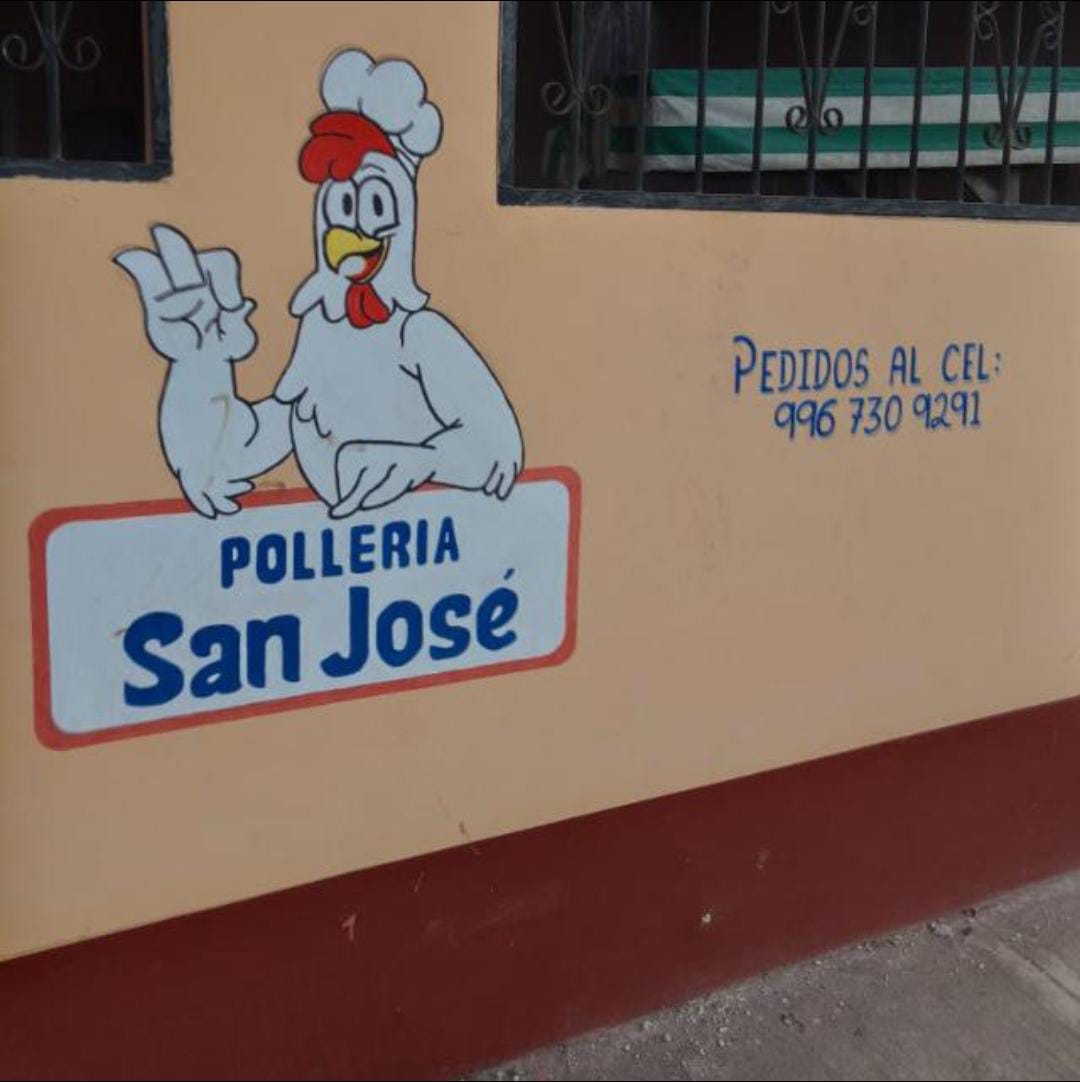 POLLERIA
San José
PEDIDOS AL CEL:
996 730 9291